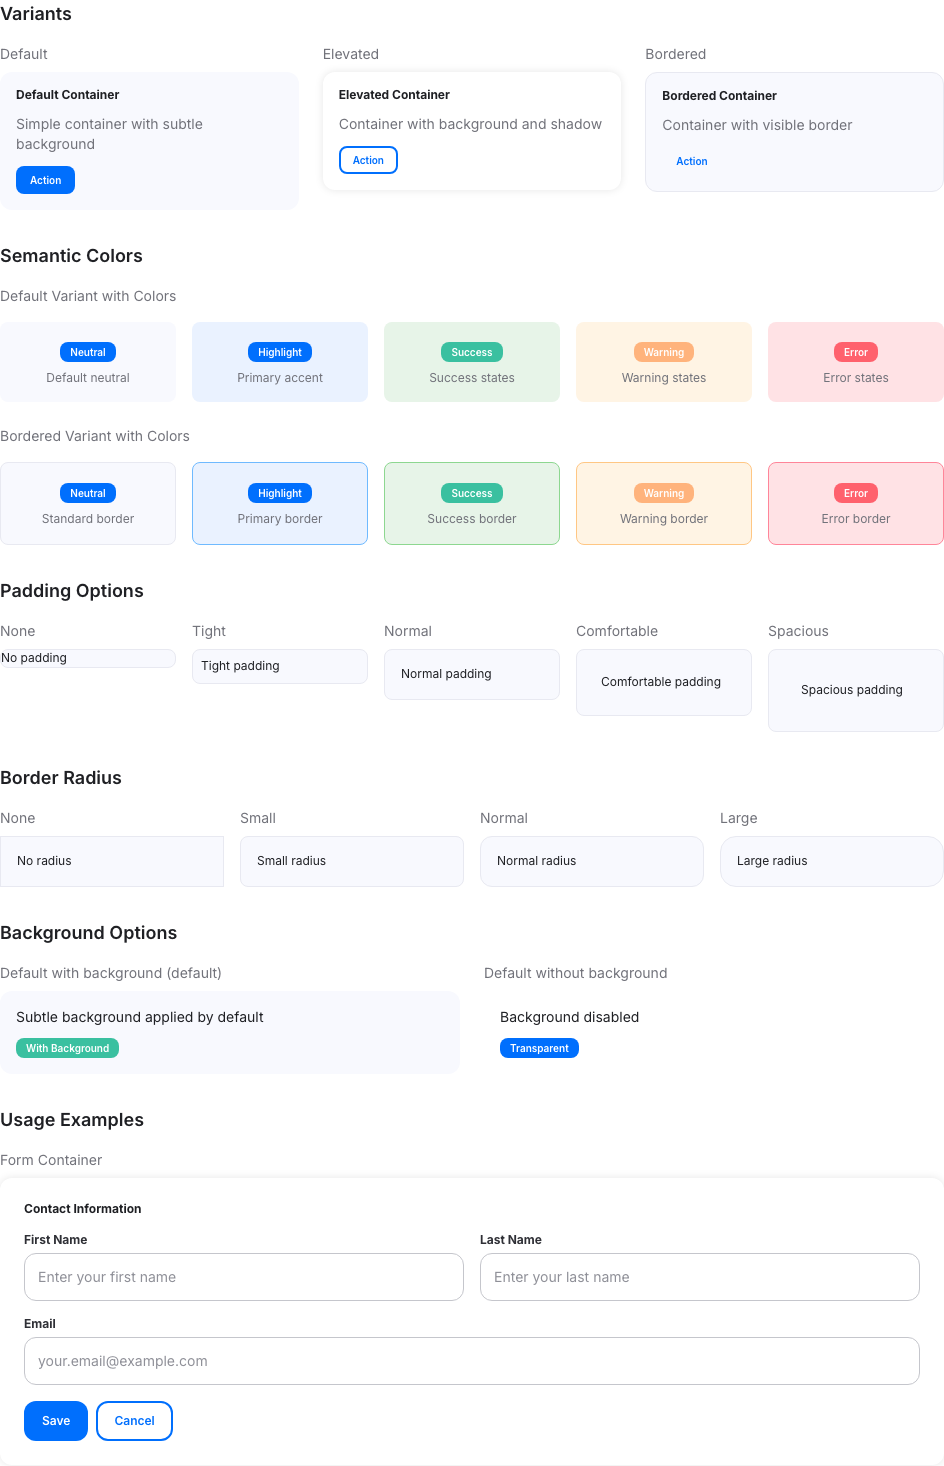 Variants
Default
Elevated
Bordered
Default Container
Simple container with subtle
background
Action
Elevated Container
Container with background and shadow
Action
Bordered Container
Container with visible border
Action
Semantic Colors
Default Variant with Colors
Neutral
Default neutral
Highlight
Primary accent
Success
Success states
Warning
Warning states
Error
Error states
Bordered Variant with Colors
Neutral
Standard border
Highlight
Primary border
Success
Success border
Warning
Warning border
Error
Error border
Padding Options
None
No padding
Tight
Tight padding
Normal
Normal padding
Comfortable
Comfortable padding
Spacious
Spacious padding
Border Radius
None
No radius
Small
Small radius
Normal
Normal radius
Large
Large radius
Background Options
Default with background (default)
Subtle background applied by default
With Background
Default without background
Background disabled
Transparent
Usage Examples
Form Container
Contact Information
First Name
Enter your first name
Last Name
Enter your last name
Email
your.email@example.com
Save
Cancel